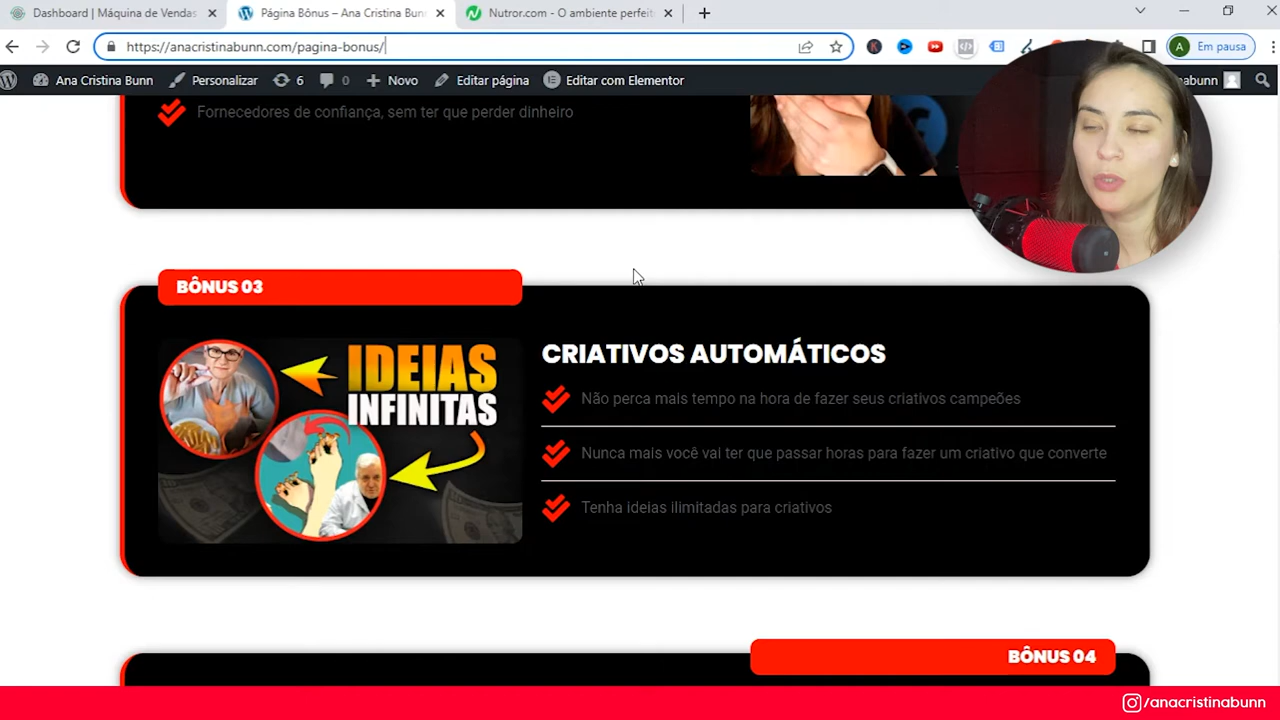 Dashboard | Máquina de Vendas
Página Bônus – Ana Cristina Bun
Nutror.com - O ambiente perfei
https://anacristinabunn.com/pagina-bonus/
Em pausa
Ana Cristina Bunn
Personalizar
6
0
Novo
Editar página
Editar com Elementor
Fornecedores de confiança, sem ter que perder dinheiro
BÔNUS 03
IDEIAS
INFINITAS
CRIATIVOS AUTOMÁTICOS
Não perca mais tempo na hora de fazer seus criativos campeões
Nunca mais você vai ter que passar horas para fazer um criativo que converte
Tenha ideias ilimitadas para criativos
BÔNUS 04
/anacristinabunn